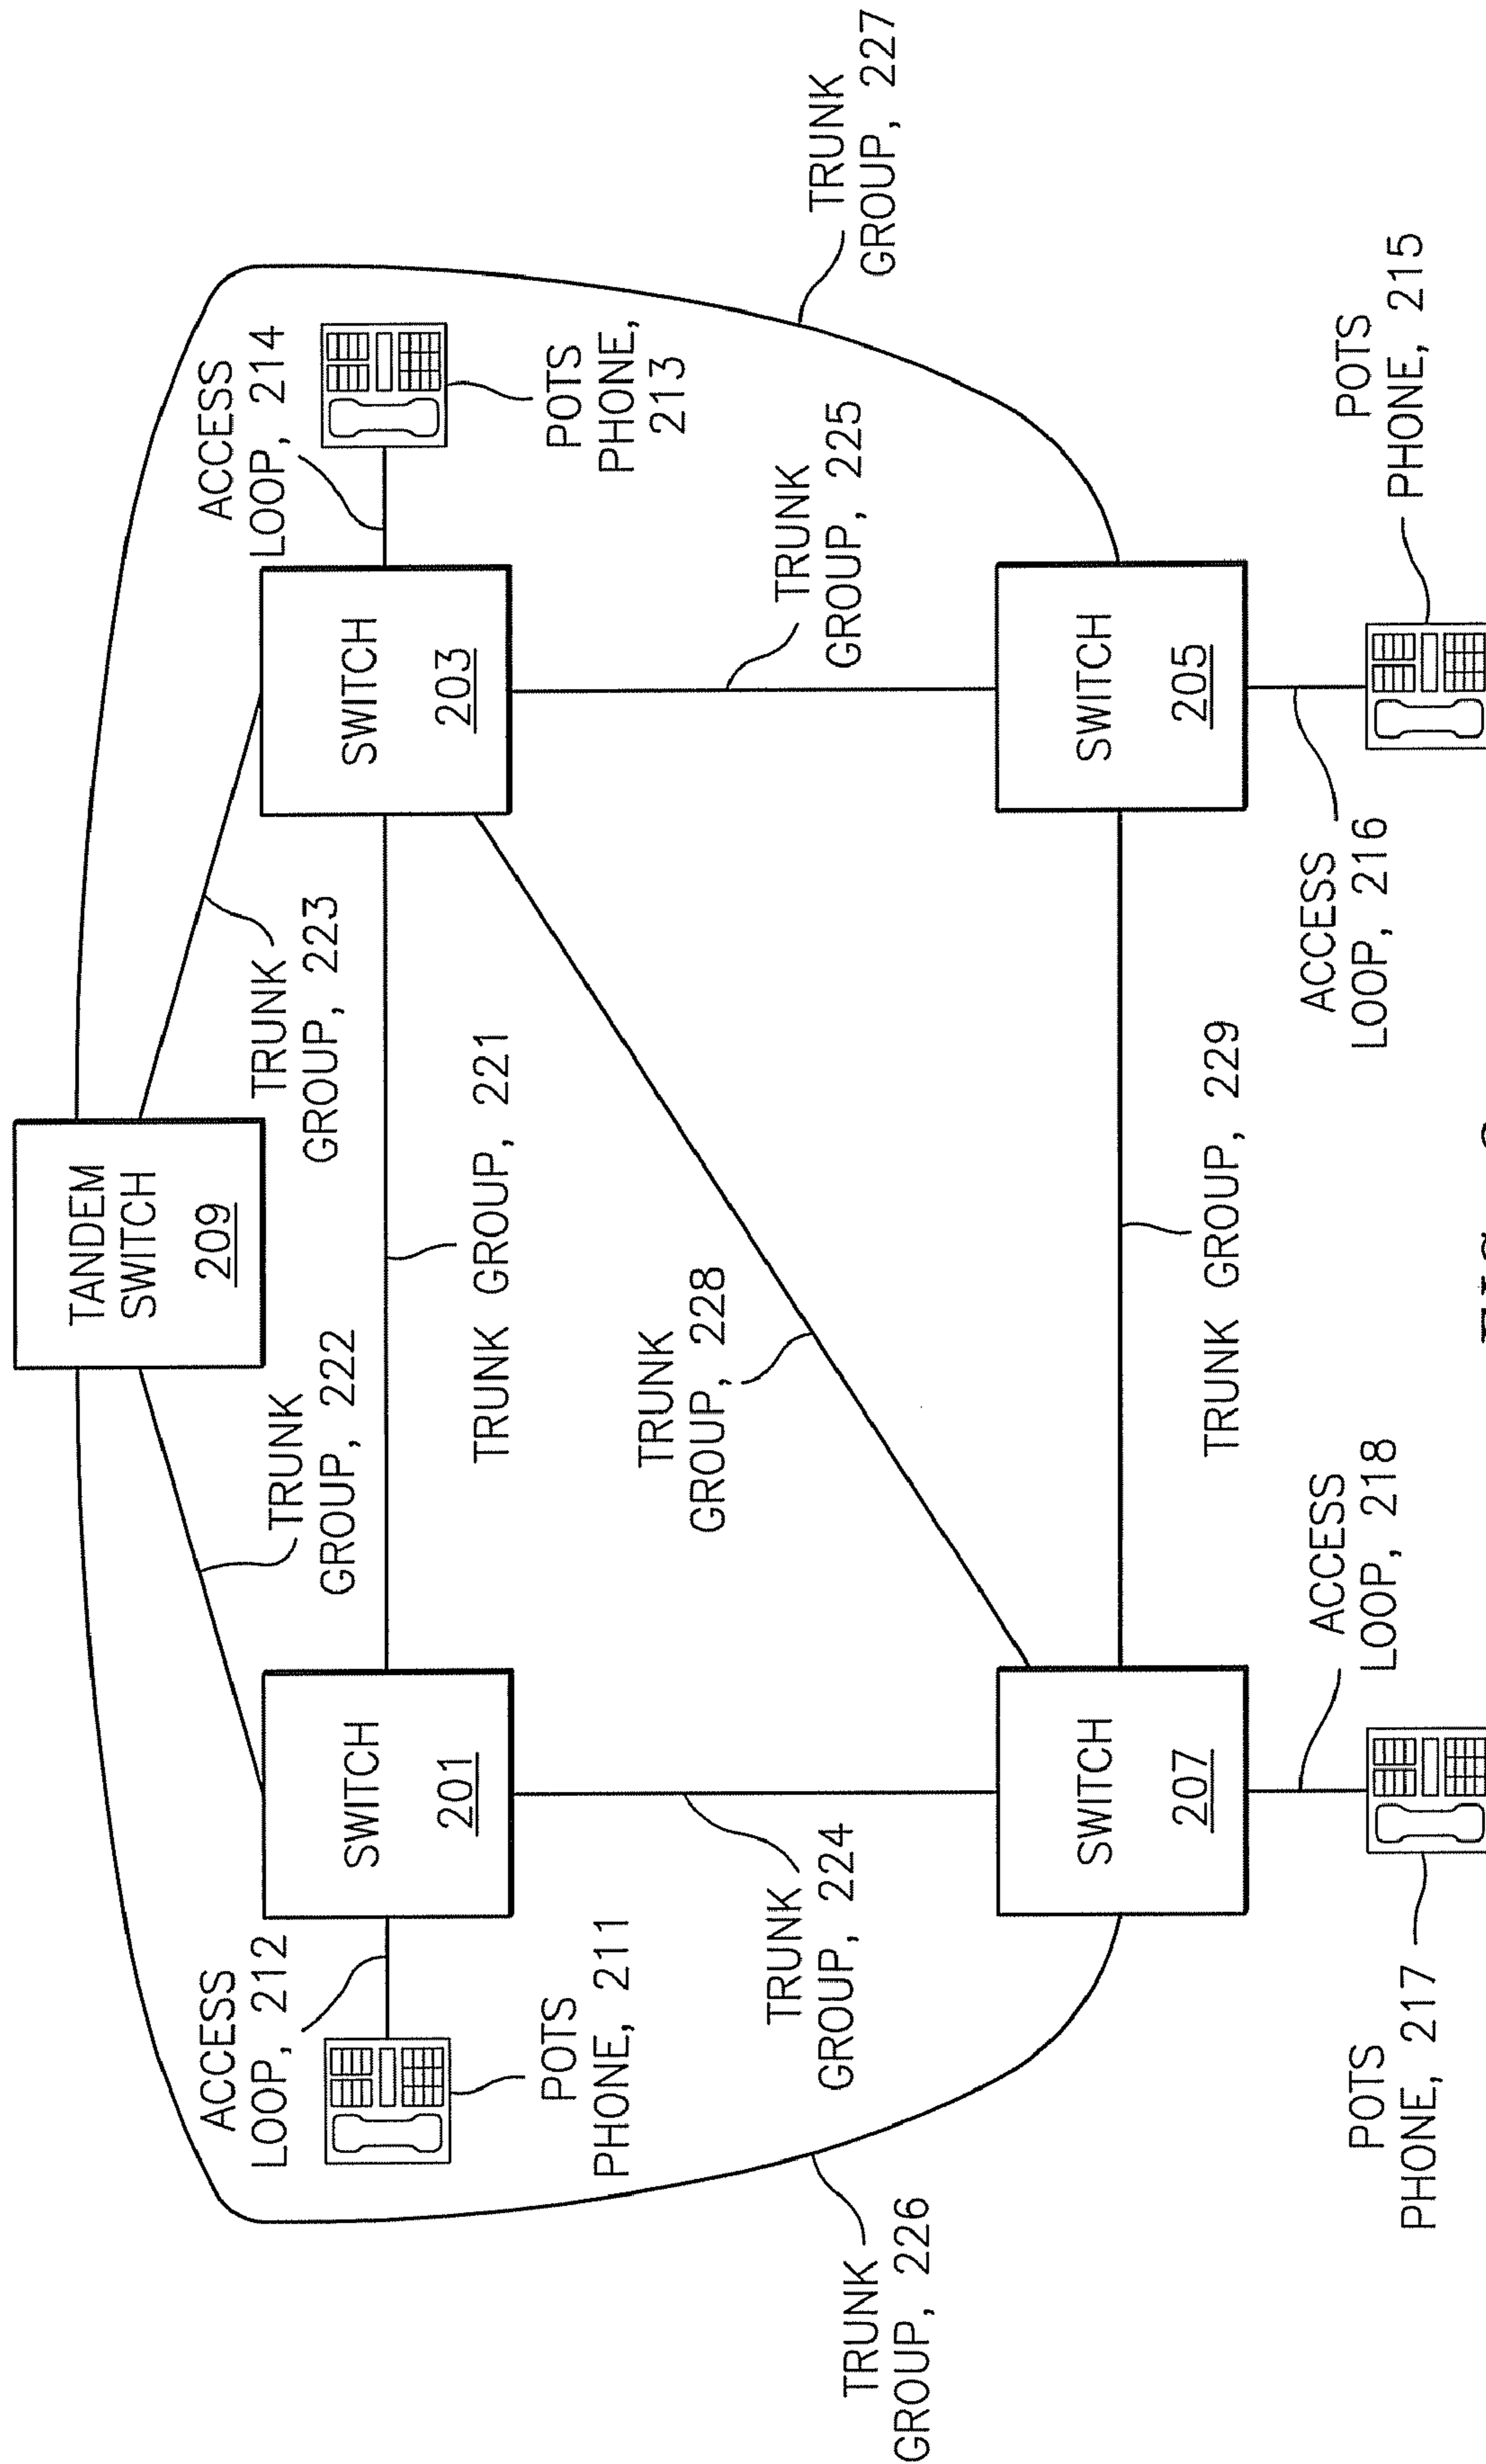 TANDEM
SWITCH
209
TRUNK
GROUP, 222
TRUNK
GROUP, 223
ACCESS
LOOP, 212
ACCESS
LOOP, 214
SWITCH
201
SWITCH
203
POTS
PHONE, 211
POTS
PHONE,
213
TRUNK GROUP, 221
TRUNK
GROUP, 228
TRUNK
GROUP, 224
TRUNK
GROUP, 225
TRUNK
GROUP, 226
TRUNK
GROUP, 227
SWITCH
207
SWITCH
205
TRUNK GROUP, 229
ACCESS
LOOP, 218
ACCESS
LOOP, 216
POTS
PHONE, 217
POTS
PHONE, 215